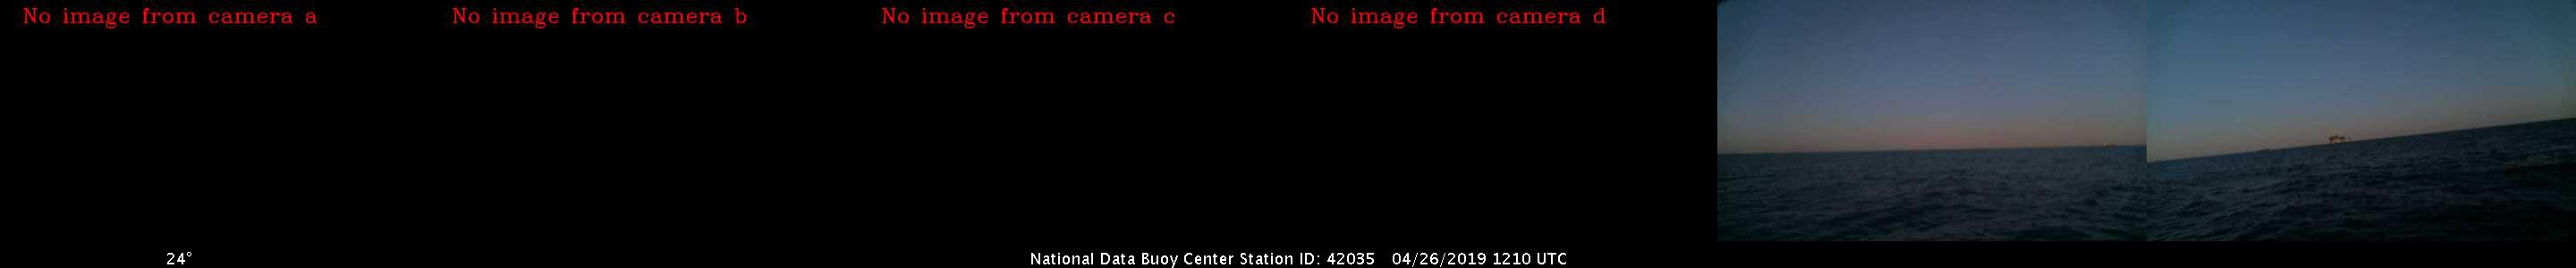 No image from camera a
No image from camera b
No image from camera c
No image from camera d
24°
National Data Buoy Center Station ID: 42035 04/26/2019 1210 UTC